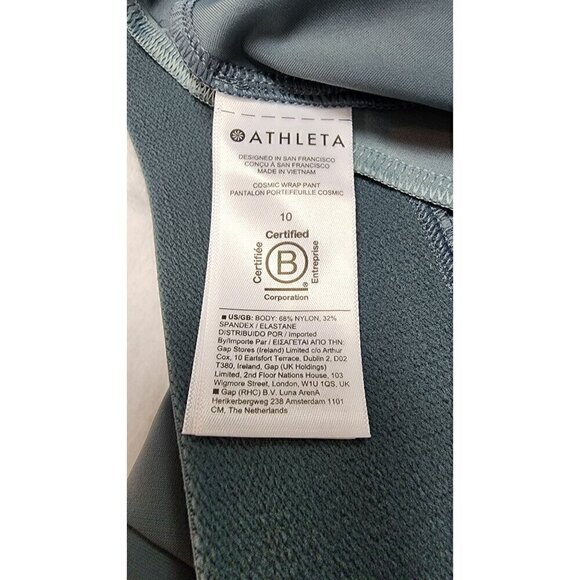 ATHLETA
DESIGNED IN SAN FRANCISCO
CONÇU À SAN FRANCISCO
MADE IN VIETNAM
COSMIC WRAP PANT
PANTALON PORTEFEUILLE COSMIC
10
Certified
Certifiée
B
Entreprise
®
Corporation
■ US/GB: BODY: 68% NYLON, 32%
SPANDEX / ELASTANE
DISTRIBUIDO POR / Imported
By/Importe Par / ΕΙΣΑΓΕΤΑΙ ΑΠΟ ΤΗΝ:
Gap Stores (Ireland) Limited c/o Arthur
Cox, 10 Earlsfort Terrace, Dublin 2, D02
T380, Ireland, Gap (UK Holdings)
Limited, 2nd Floor Nations House, 103
Wigmore Street, London, W1U 1QS, UK
■ Gap (RHC) B.V. Luna ArenA
Herikerbergweg 238 Amsterdam 1101
CM, The Netherlands